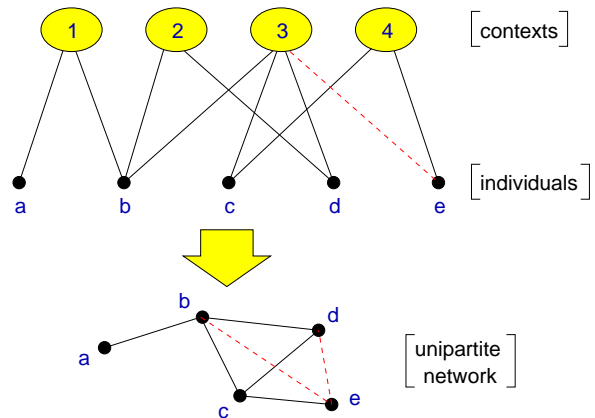 1 2 3 4 contexts
individuals
a b c d e
b d
a
unipartite
network
c e